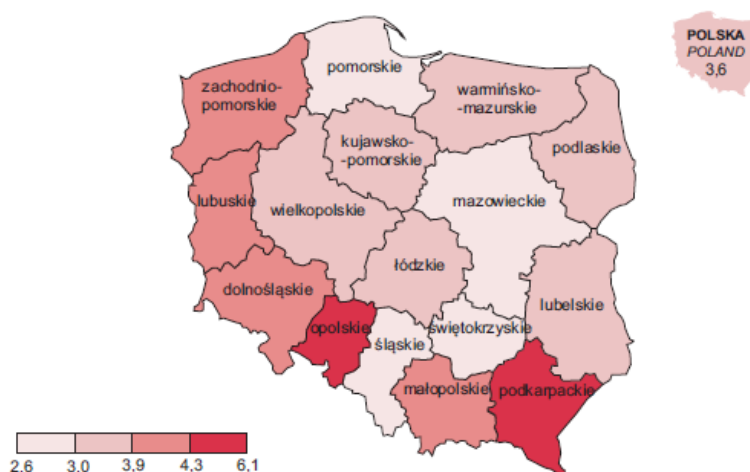 POLSKA
POLAND
3,6
pomorskie
zachodnio-
pomorskie
warmińsko-
-mazurskie
kujawsko-
-pomorskie
podlaskie
lubuskie
wielkopolskie
mazowieckie
łódzkie
dolnośląskie
lubelskie
opolskie
śląskie
świętokrzyskie
małopolskie
podkarpackie
2.6 3.0 3.9 4.3 6.1